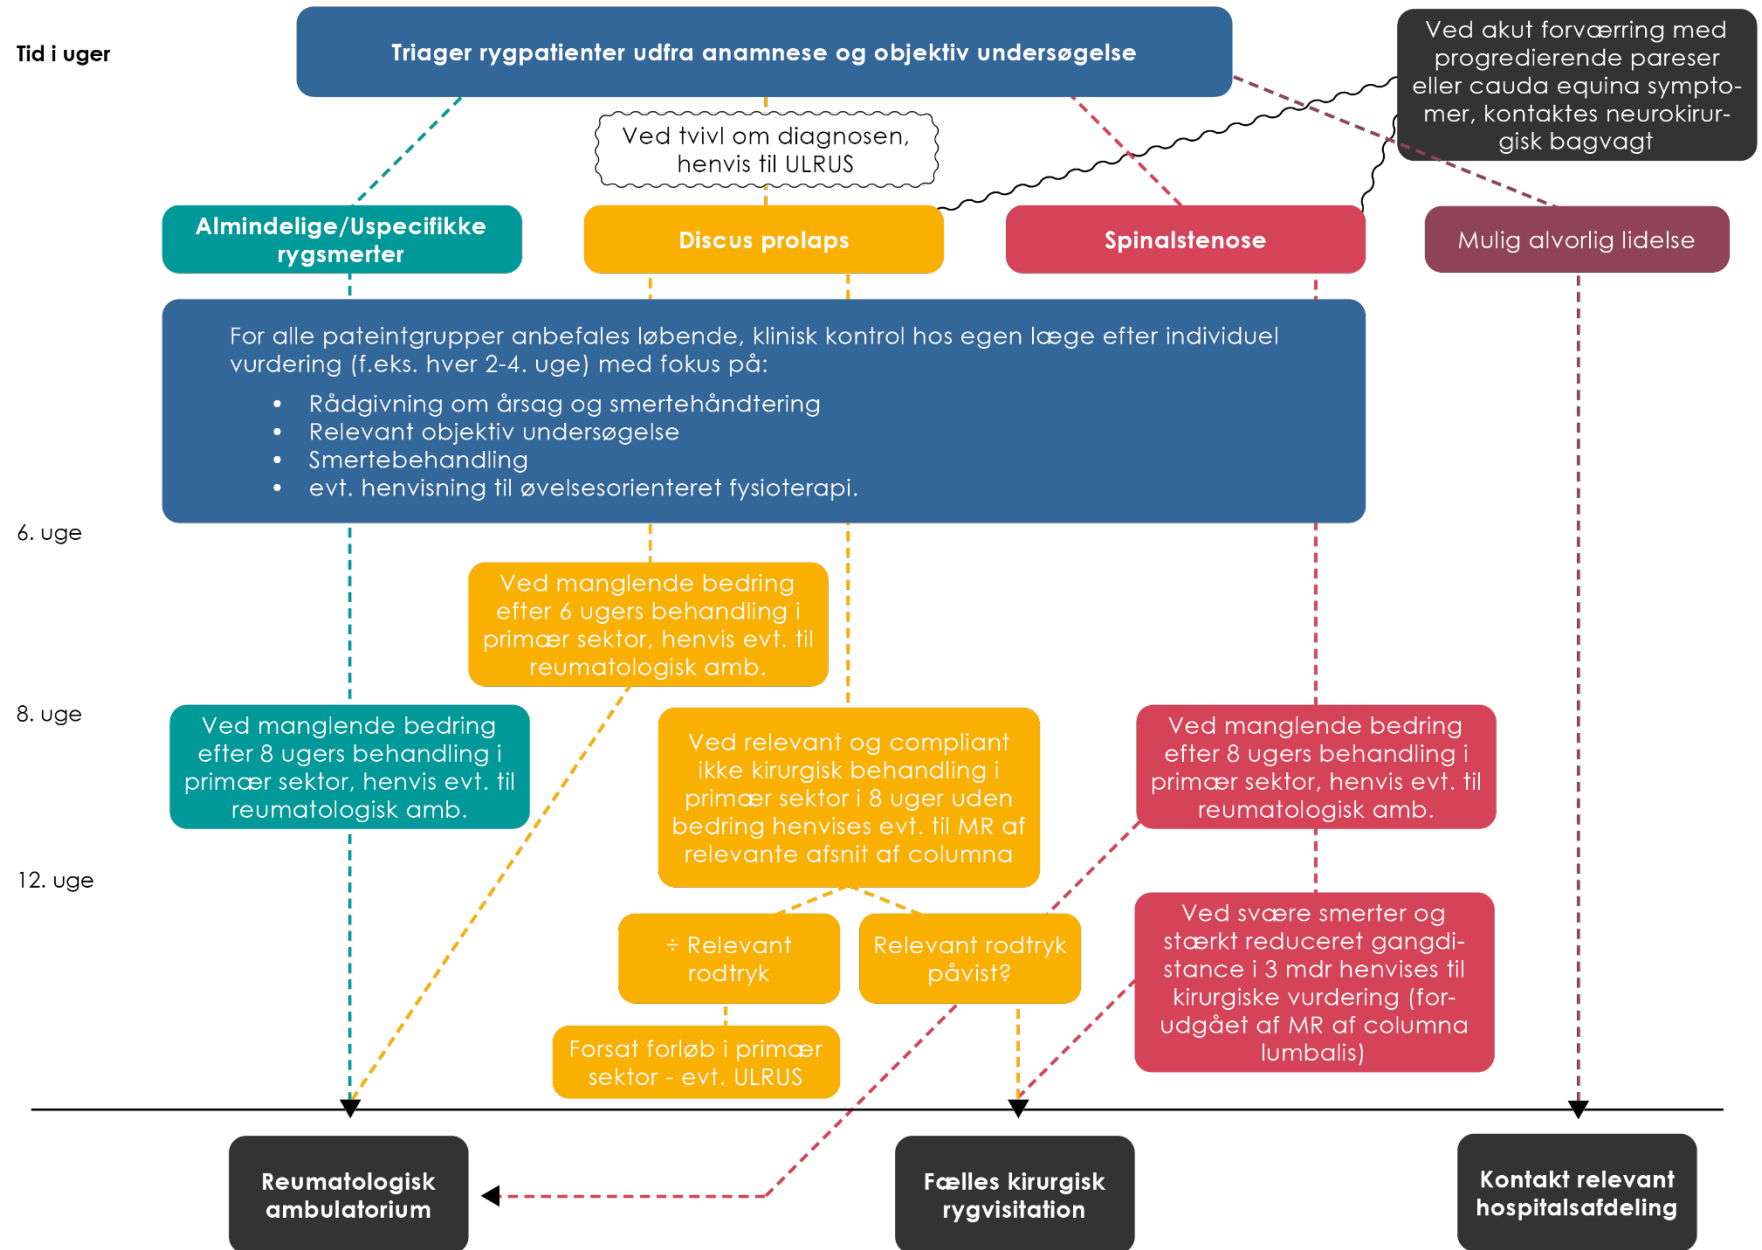 Tid i uger
Triager rygpatienter udfra anamnese og objektiv undersøgelse
Ved akut forværring med
progredierende pareser
eller cauda equina sympto-
mer, kontaktes neurokirur-
gisk bagvagt
Ved tvivl om diagnosen,
henvis til ULRUS
Almindelige/Uspecifikke
rygsmerter
Discus prolaps
Spinalstenose
Mulig alvorlig lidelse
For alle pateintgrupper anbefales løbende, klinisk kontrol hos egen læge efter individuel
vurdering (f.eks. hver 2-4. uge) med fokus på:
• Rådgivning om årsag og smertehåndtering
• Relevant objektiv undersøgelse
• Smertebehandling
• evt. henvisning til øvelsesorienteret fysioterapi.
6. uge
Ved manglende bedring
efter 6 ugers behandling i
primær sektor, henvis evt. til
reumatologisk amb.
8. uge
Ved manglende bedring
efter 8 ugers behandling i
primær sektor, henvis evt. til
reumatologisk amb.
Ved relevant og compliant
ikke kirurgisk behandling i
primær sektor i 8 uger uden
bedring henvises evt. til MR af
relevante afsnit af columna
Ved manglende bedring
efter 8 ugers behandling i
primær sektor, henvis evt. til
reumatologisk amb.
12. uge
÷ Relevant
rodtryk
Relevant rodtryk
påvist?
Ved svære smerter og
stærkt reduceret gangdi-
stance i 3 mdr henvises til
kirurgiske vurdering (for-
udgået af MR af columna
lumbalis)
Forsat forløb i primær
sektor - evt. ULRUS
Reumatologisk
ambulatorium
Fælles kirurgisk
rygvisitation
Kontakt relevant
hospitalsafdeling